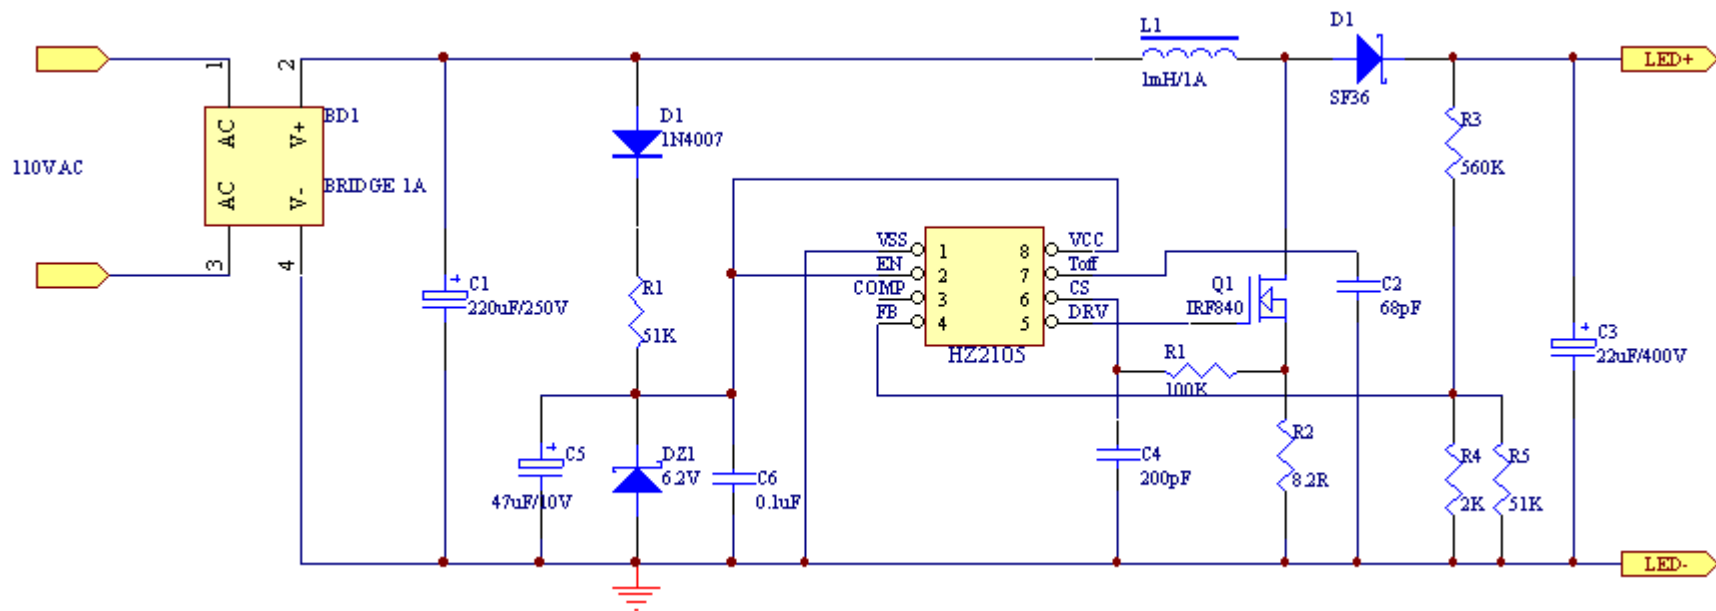 110VAC
1
2
3
4
AC
AC
V+
V-
BD1
BRIDGE 1A
C1
220uF/250V
D1
1N4007
R1
51K
C5
47uF/10V
DZ1
6.2V
C6
0.1uF
VSS
EN
COMP
FB
1
2
3
4
8
7
6
5
VCC
Toff
CS
DRV
HZ2105
L1
1mH/1A
D1
SF36
Q1
IRF840
R1
100K
C4
200pF
R2
8.2R
C2
68pF
R3
560K
R4
2K
R5
51K
C3
22uF/400V
LED+
LED-